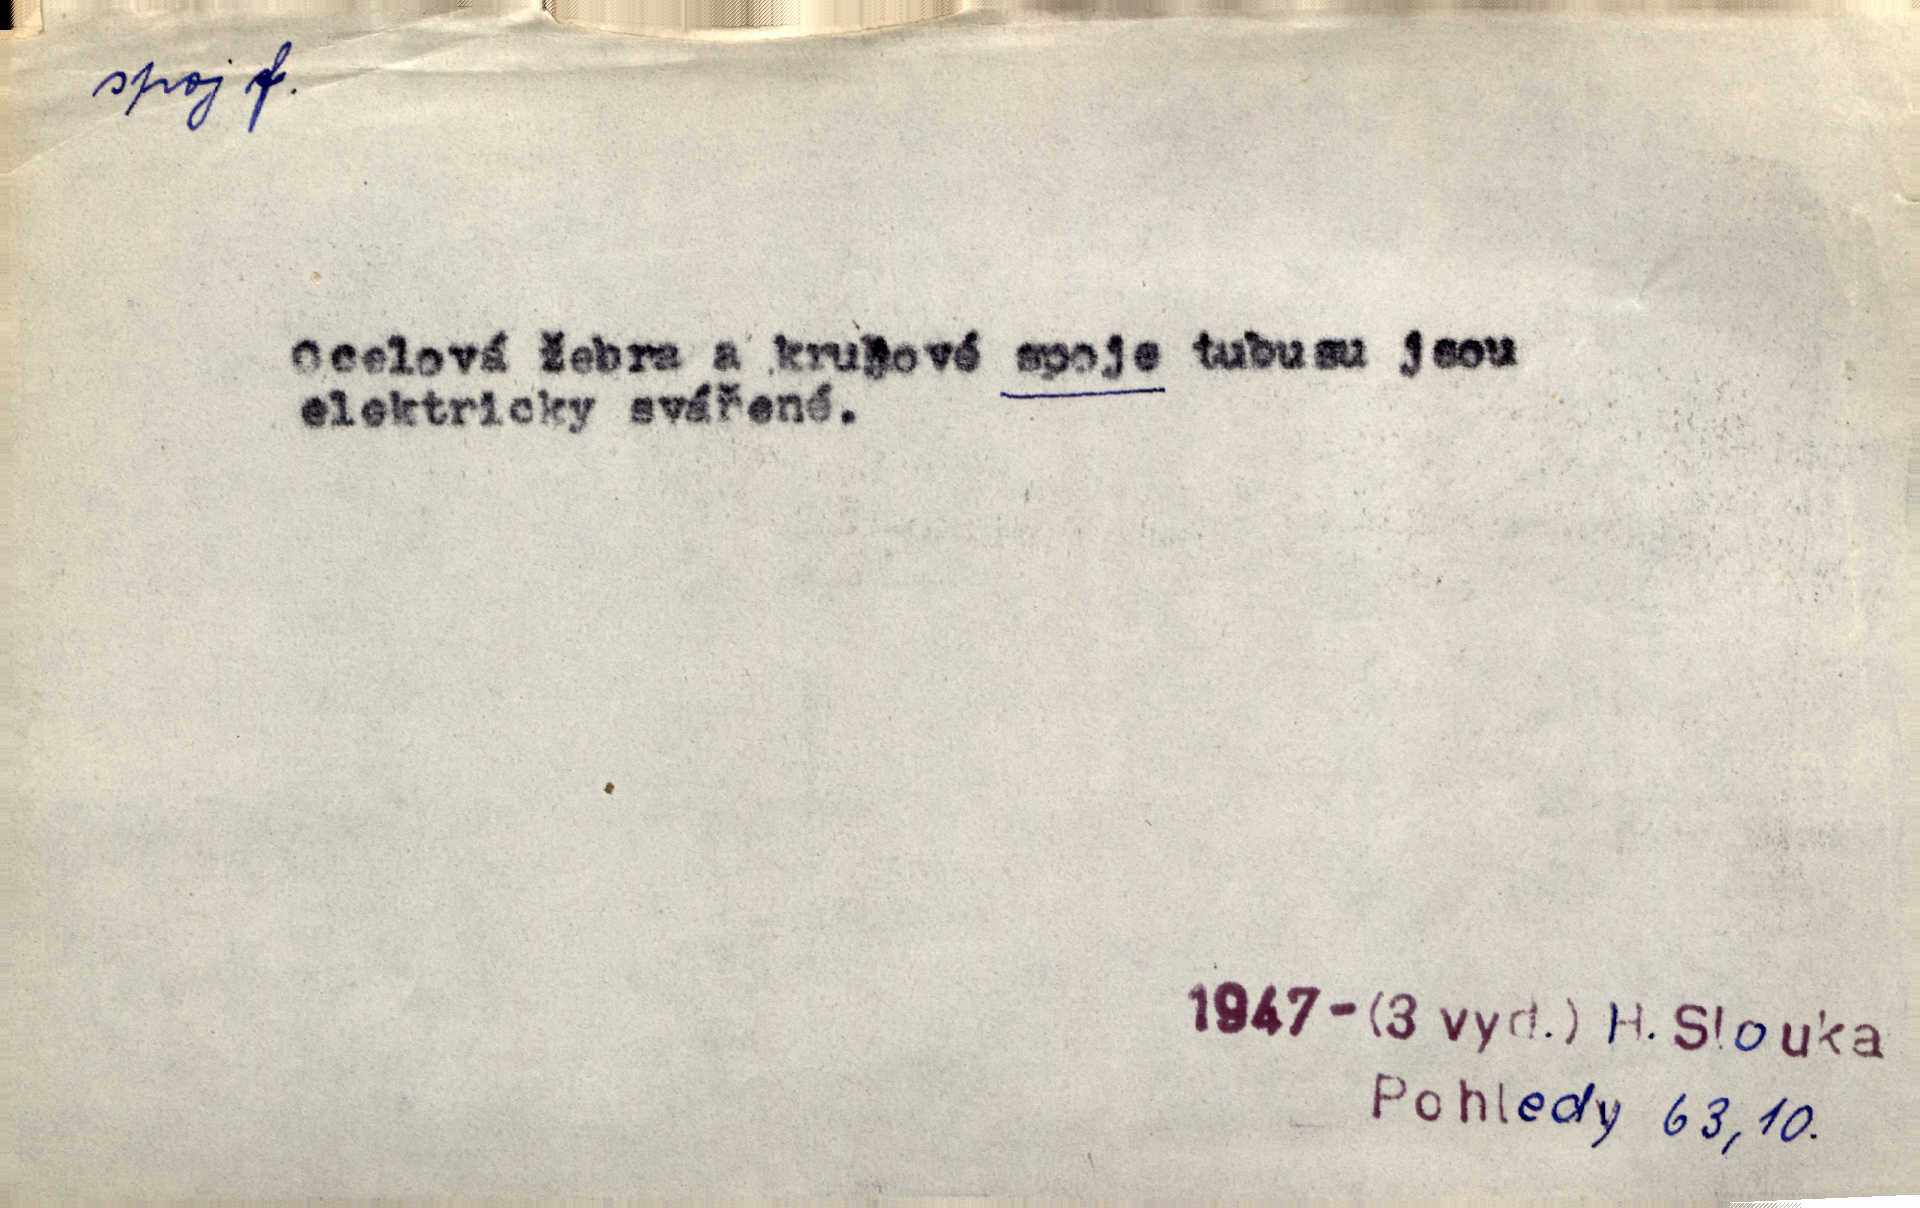 spoj f.
Ocelová žebra a kruhové spoje tubusu jsou
elektricky svářené.
1947-(3 vyd.) H. Slouka
Pohledy 63,10.